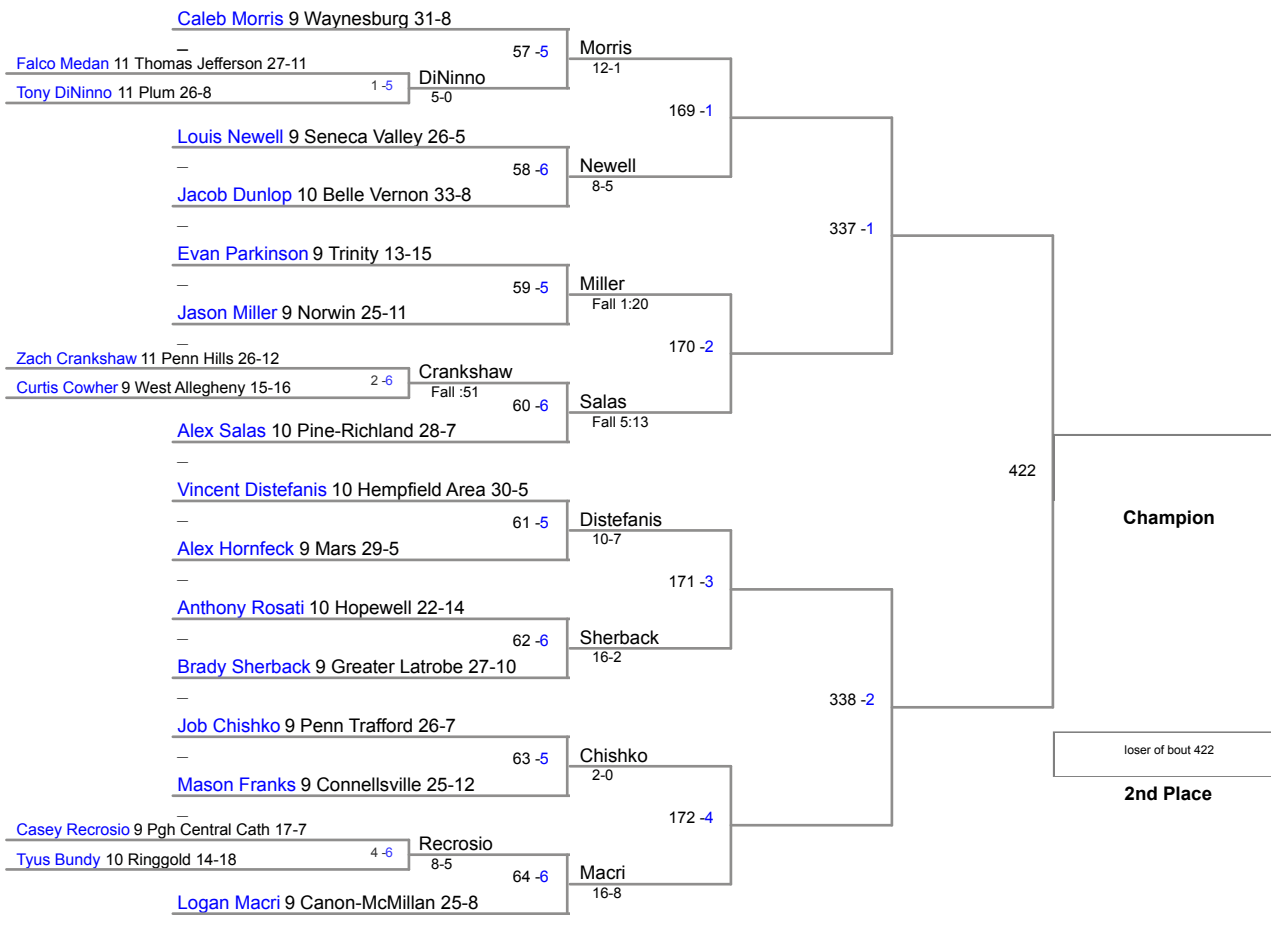 Caleb Morris 9 Waynesburg 31-8
–
57 -5
Morris
12-1
Falco Medan 11 Thomas Jefferson 27-11
1 -5
DiNinno
5-0
Tony DiNinno 11 Plum 26-8
169 -1
Louis Newell 9 Seneca Valley 26-5
–
58 -6
Newell
8-5
Jacob Dunlop 10 Belle Vernon 33-8
–
337 -1
Evan Parkinson 9 Trinity 13-15
–
59 -5
Miller
Fall 1:20
Jason Miller 9 Norwin 25-11
–
170 -2
Zach Crankshaw 11 Penn Hills 26-12
2 -6
Crankshaw
Fall :51
Curtis Cowher 9 West Allegheny 15-16
60 -6
Salas
Fall 5:13
Alex Salas 10 Pine-Richland 28-7
–
422
Vincent Distefanis 10 Hempfield Area 30-5
–
61 -5
Distefanis
10-7
Champion
Alex Hornfeck 9 Mars 29-5
–
171 -3
Anthony Rosati 10 Hopewell 22-14
–
62 -6
Sherback
16-2
Brady Sherback 9 Greater Latrobe 27-10
–
338 -2
Job Chishko 9 Penn Trafford 26-7
–
63 -5
Chishko
2-0
loser of bout 422
Mason Franks 9 Connellsville 25-12
–
2nd Place
172 -4
Casey Recrosio 9 Pgh Central Cath 17-7
4 -6
Recrosio
8-5
Tyus Bundy 10 Ringgold 14-18
64 -6
Macri
16-8
Logan Macri 9 Canon-McMillan 25-8